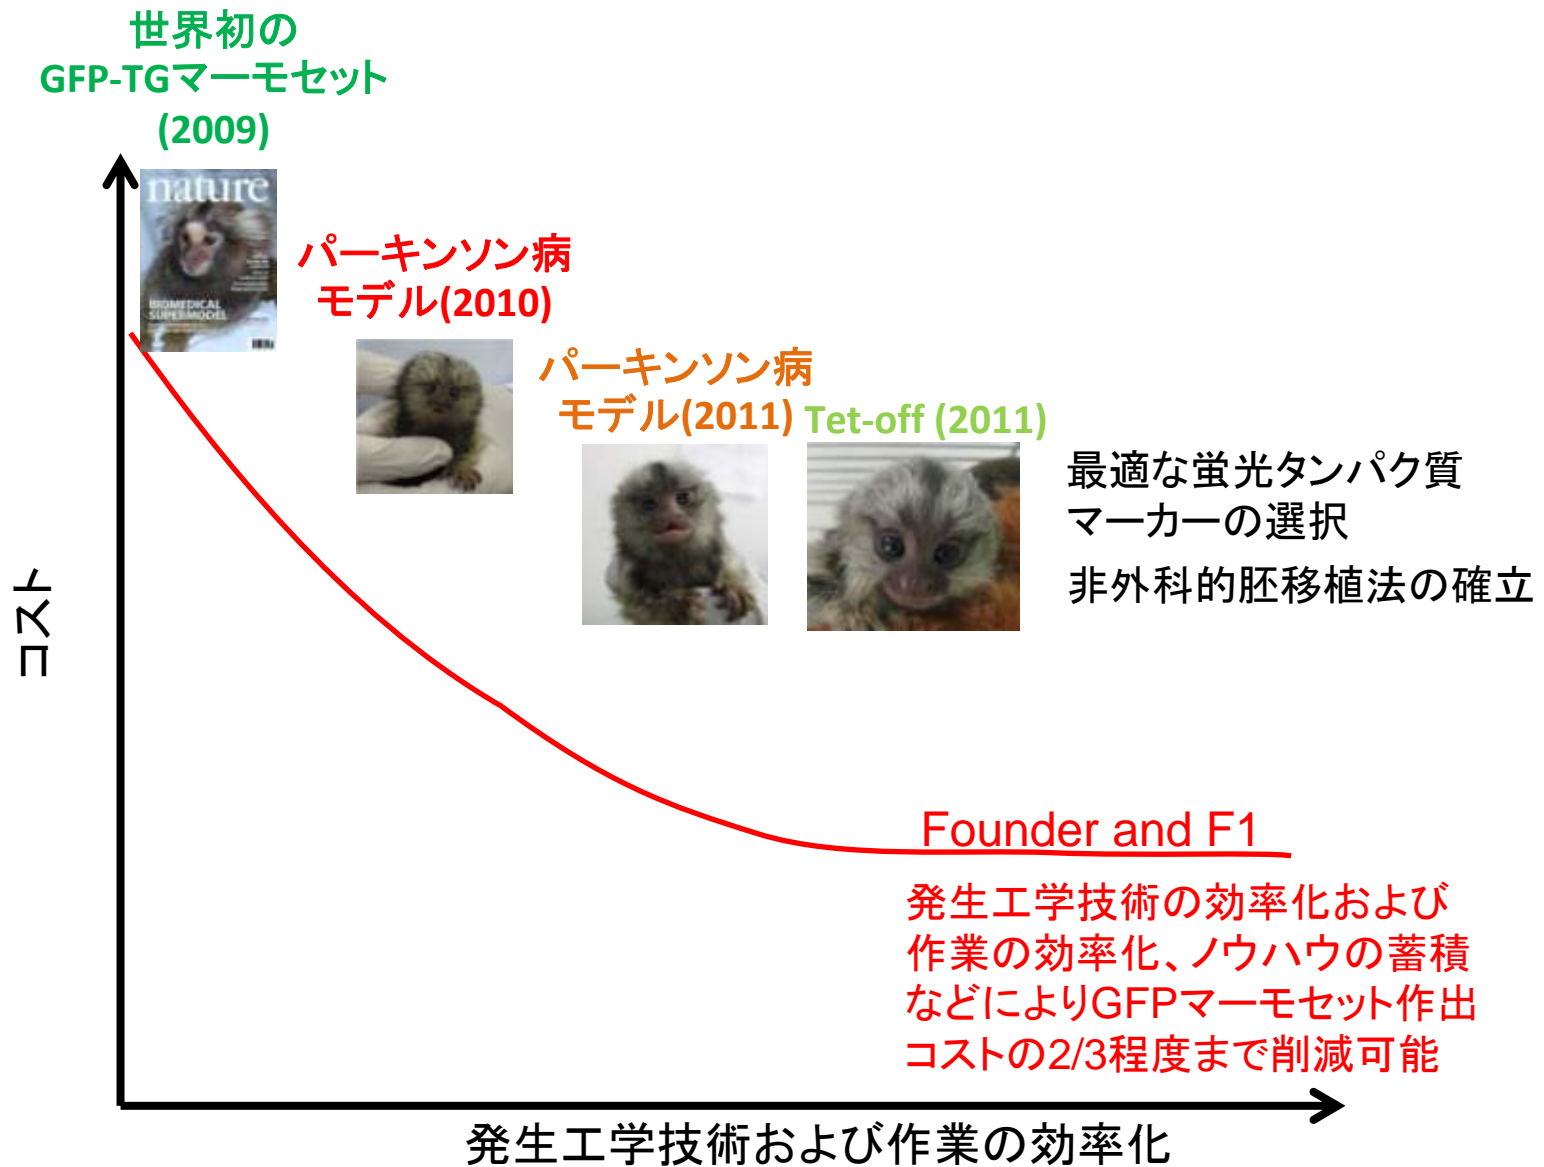 世界初の
GFP-TGマーモセット
(2009)
nature
BIOMEDICAL
SUPERMODEL
パーキンソン病
モデル(2010)
パーキンソン病
モデル(2011)
Tet-off (2011)
最適な蛍光タンパク質
マーカーの選択
非外科的胚移植法の確立
コスト
Founder and F1
発生工学技術の効率化および
作業の効率化、ノウハウの蓄積
などによりGFPマーモセット作出
コストの2/3程度まで削減可能
発生工学技術および作業の効率化